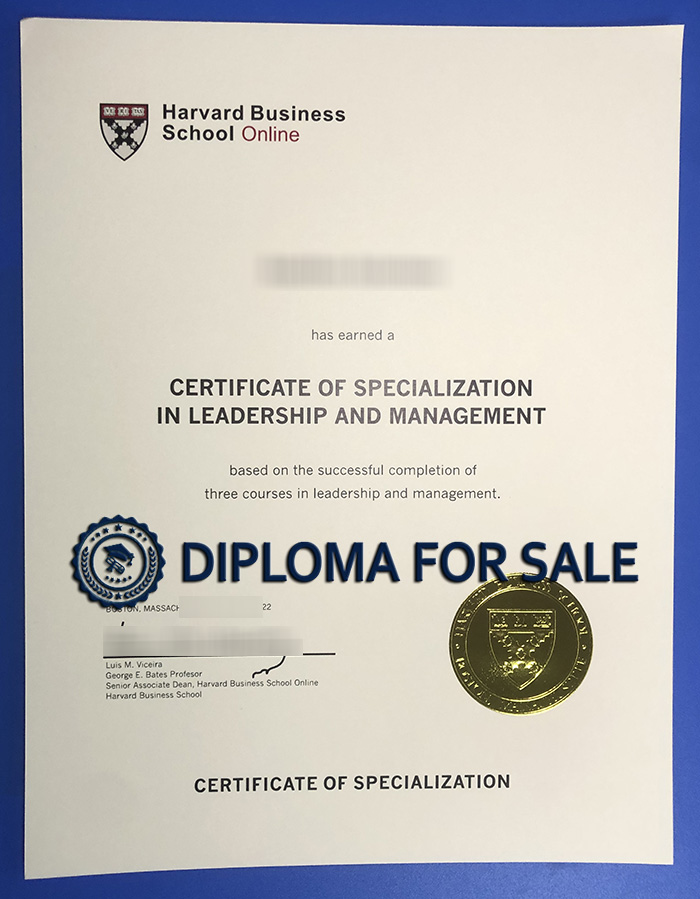 Harvard Business
School Online
has earned a
CERTIFICATE OF SPECIALIZATION
IN LEADERSHIP AND MANAGEMENT
based on the successful completion of
three courses in leadership and management.
DIPLOMA FOR SALE
BOSTON, MASSACH 22
Luis M. Viceira
George E. Bates Profesor
Senior Associate Dean, Harvard Business School Online
Harvard Business School
CERTIFICATE OF SPECIALIZATION